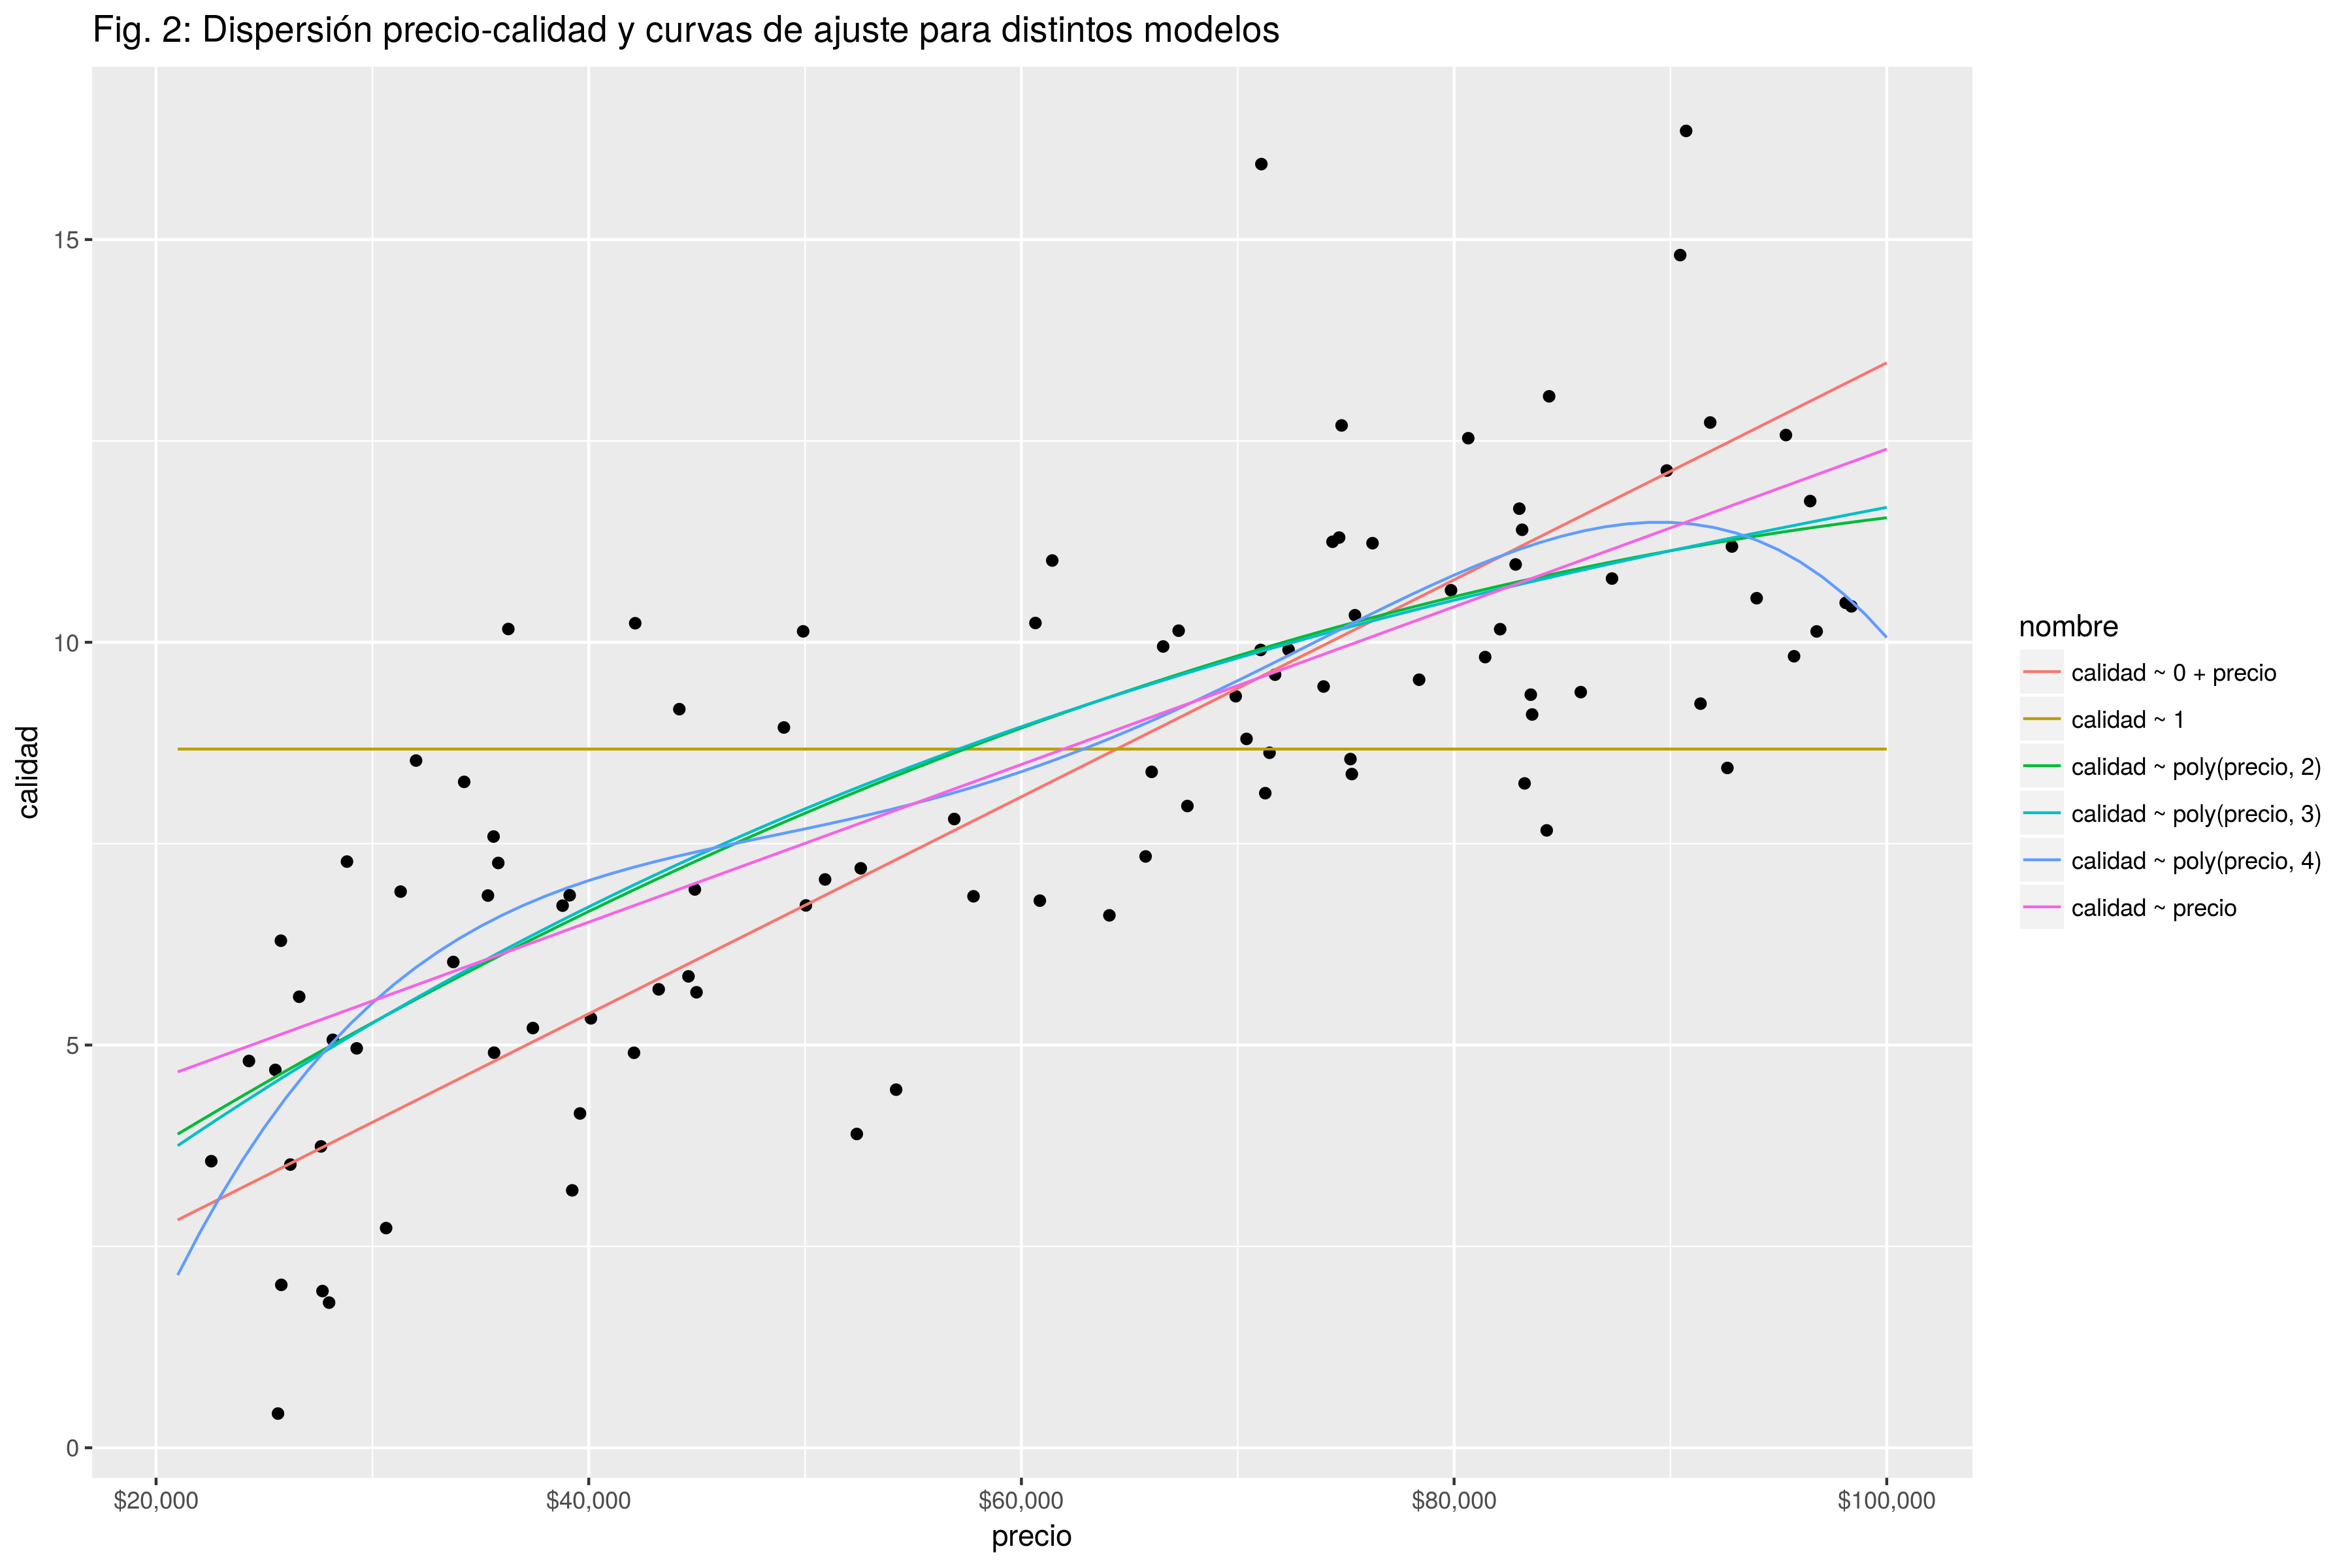 Fig. 2: Dispersión precio-calidad y curvas de ajuste para distintos modelos
calidad
15
10
5
0
$20,000
$40,000
$60,000
$80,000
$100,000
precio
nombre
calidad ~ 0 + precio
calidad ~ 1
calidad ~ poly(precio, 2)
calidad ~ poly(precio, 3)
calidad ~ poly(precio, 4)
calidad ~ precio